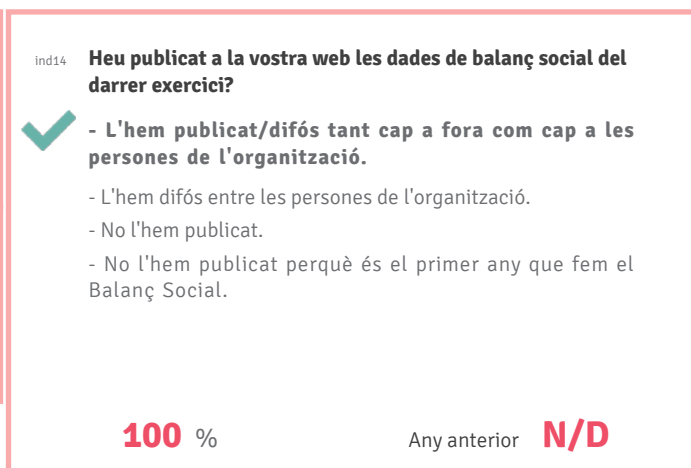 ind14 Heu publicat a la vostra web les dades de balanç social del
darrer exercici?
- L'hem publicat/difós tant cap a fora com cap a les
persones de l'organització.
- L'hem difós entre les persones de l'organització.
- No l'hem publicat.
- No l'hem publicat perquè és el primer any que fem el
Balanç Social.
100 % Any anterior N/D